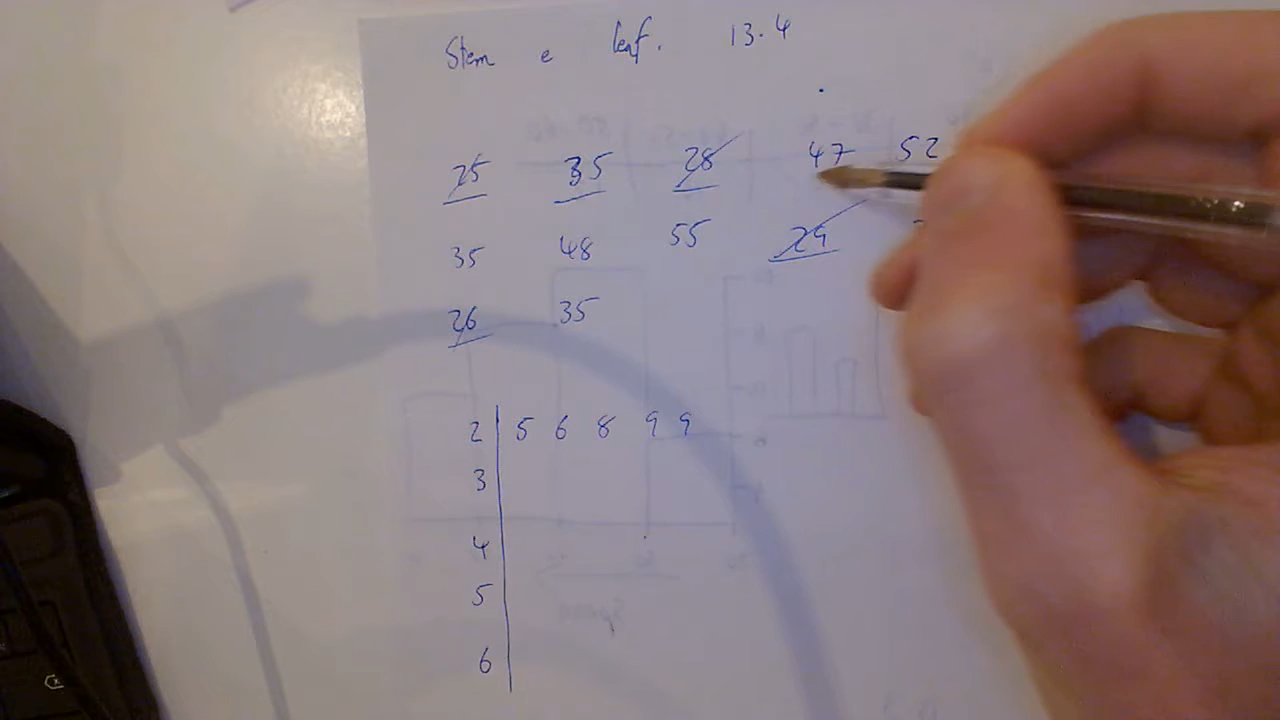 Stem e leaf. 13.4
25 35 28 47 52
35 48 55 29
26 35
2 | 5 6 8 9 9
3 |
4 |
5 |
6 |